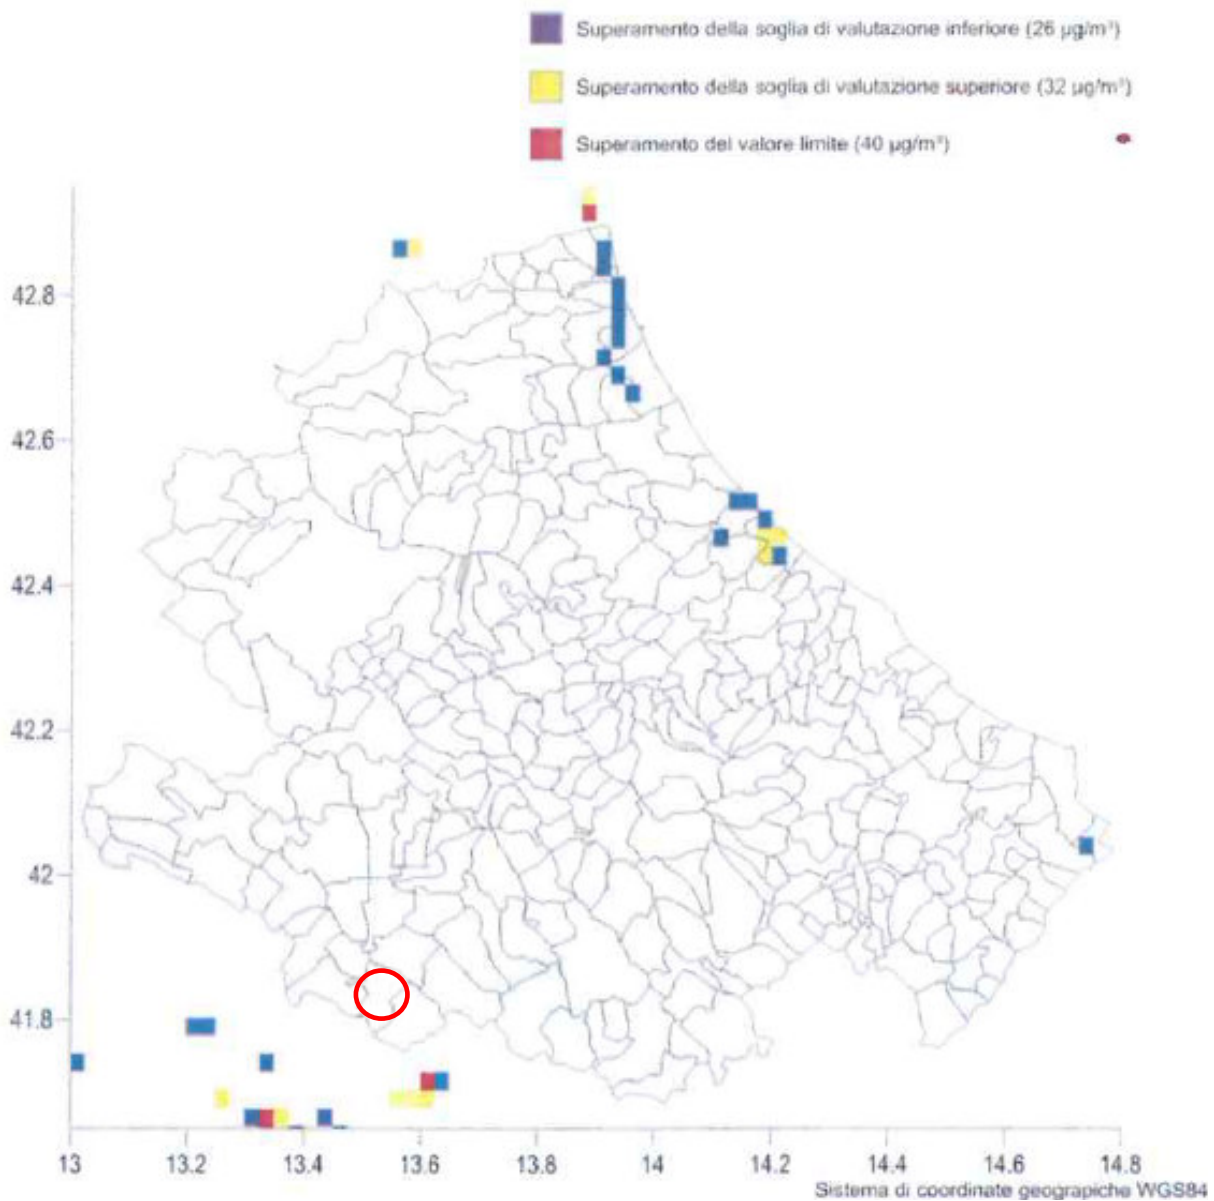 Superamento della soglia di valutazione inferiore (26 µg/m³)
Superamento della soglia di valutazione superiore (32 µg/m³)
Superamento del valore limite (40 µg/m³)
42.8
42.6
42.4
42.2
42
41.8
13 13.2 13.4 13.6 13.8 14 14.2 14.4 14.6 14.8
Sistema di coordinate geograpiche WGS84